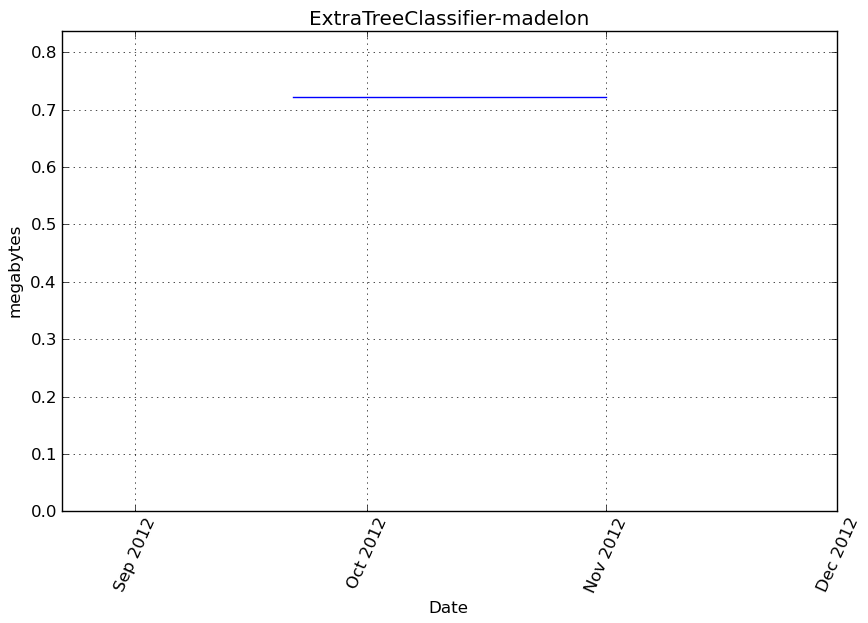 ExtraTreeClassifier-madelon
0.8
0.7
0.6
0.5
0.4
0.3
0.2
0.1
0.0
megabytes
Sep 2012
Oct 2012
Nov 2012
Dec 2012
Date